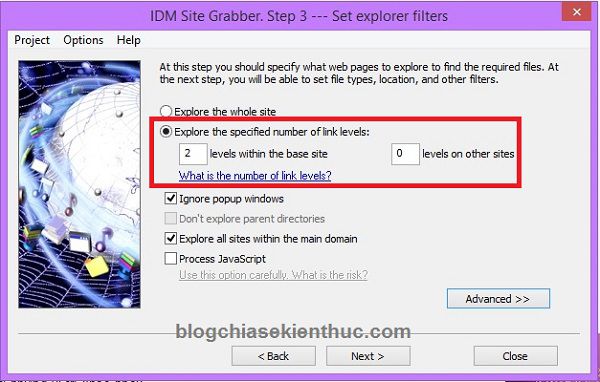 IDM Site Grabber. Step 3 --- Set explorer filters
Project Options Help
At this step you should specify what web pages to explore to find the required files. At
the next step, you will be able to set file types, location, and other filters.
Explore the whole site
Explore the specified number of link levels:
2 levels within the base site 0 levels on other sites
What is the number of link levels?
Ignore popup windows
Don't explore parent directories
Explore all sites within the main domain
Process JavaScript
Use this option carefully. What is the risk?
Advanced >>
blogchiasekienthuc.com
< Back Next > Close